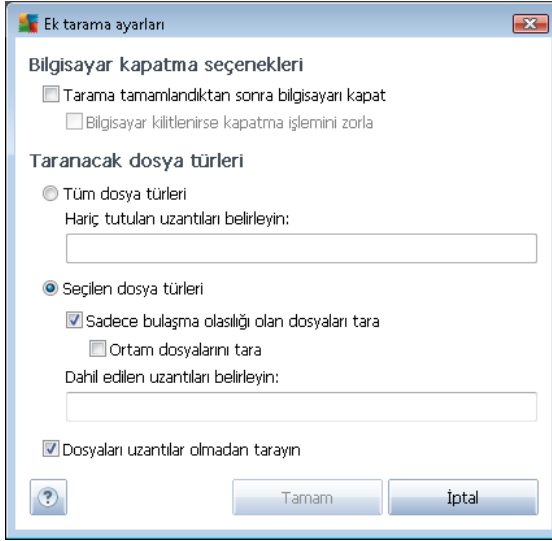 Ek tarama ayarları
Bilgisayar kapatma seçenekleri
Tarama tamamlandıktan sonra bilgisayarı kapat
Bilgisayar kilitlenirse kapatma işlemini zorla
Taranacak dosya türleri
Tüm dosya türleri
Hariç tutulan uzantıları belirleyin:
Seçilen dosya türleri
Sadece bulaşma olasılığı olan dosyaları tara
Ortam dosyalarını tara
Dahil edilen uzantıları belirleyin:
Dosyaları uzantılar olmadan tarayın
? Tamam İptal